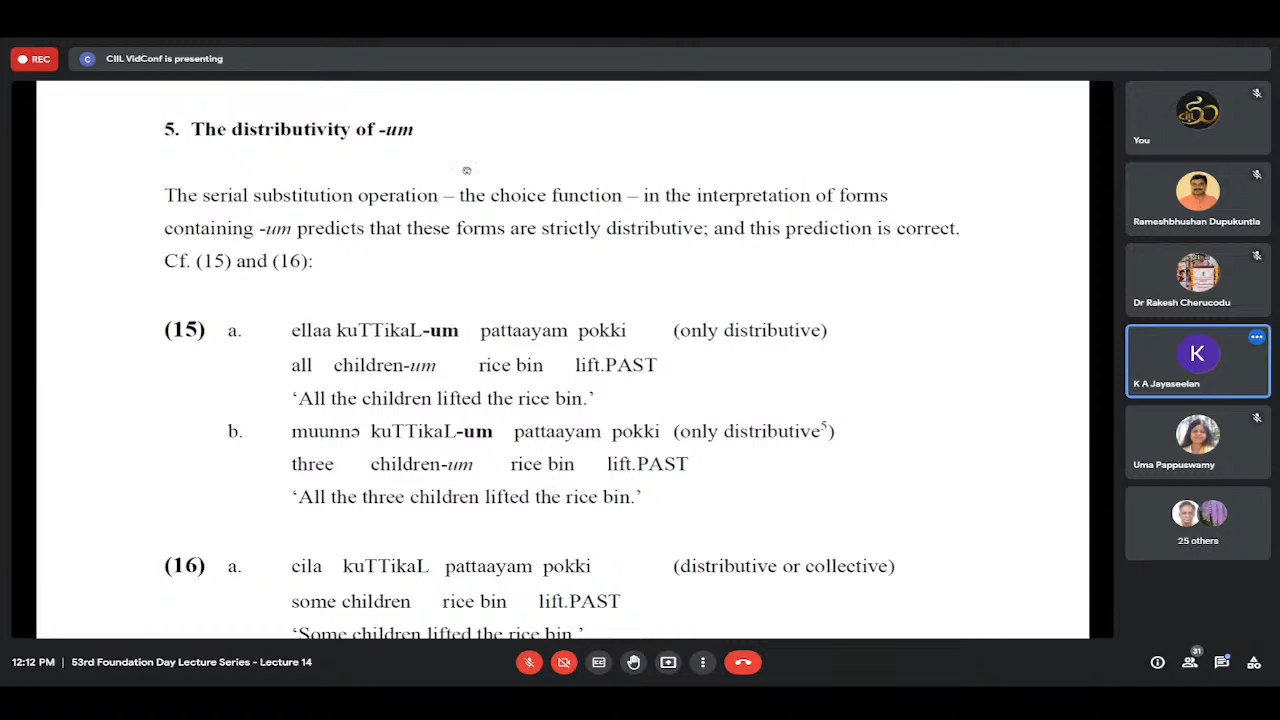 REC
C CIIL VidConf is presenting
5. The distributivity of -um
The serial substitution operation – the choice function – in the interpretation of forms
containing -um predicts that these forms are strictly distributive; and this prediction is correct.
Cf. (15) and (16):
(15) a. ellaa kuTTikaL-um pattaayam pokki (only distributive)
all children-um rice bin lift.PAST
‘All the children lifted the rice bin.’
b. muunnə kuTTikaL-um pattaayam pokki (only distributive5)
three children-um rice bin lift.PAST
‘All the three children lifted the rice bin.’
(16) a. cila kuTTikaL pattaayam pokki (distributive or collective)
some children rice bin lift.PAST
‘Some children lifted the rice bin.’
You
Rameshbhushan Dupukuntla
Dr Rakesh Cherucodu
K
K A Jayaseelan
Uma Pappuswamy
25 others
12:12 PM | 53rd Foundation Day Lecture Series - Lecture 14
31